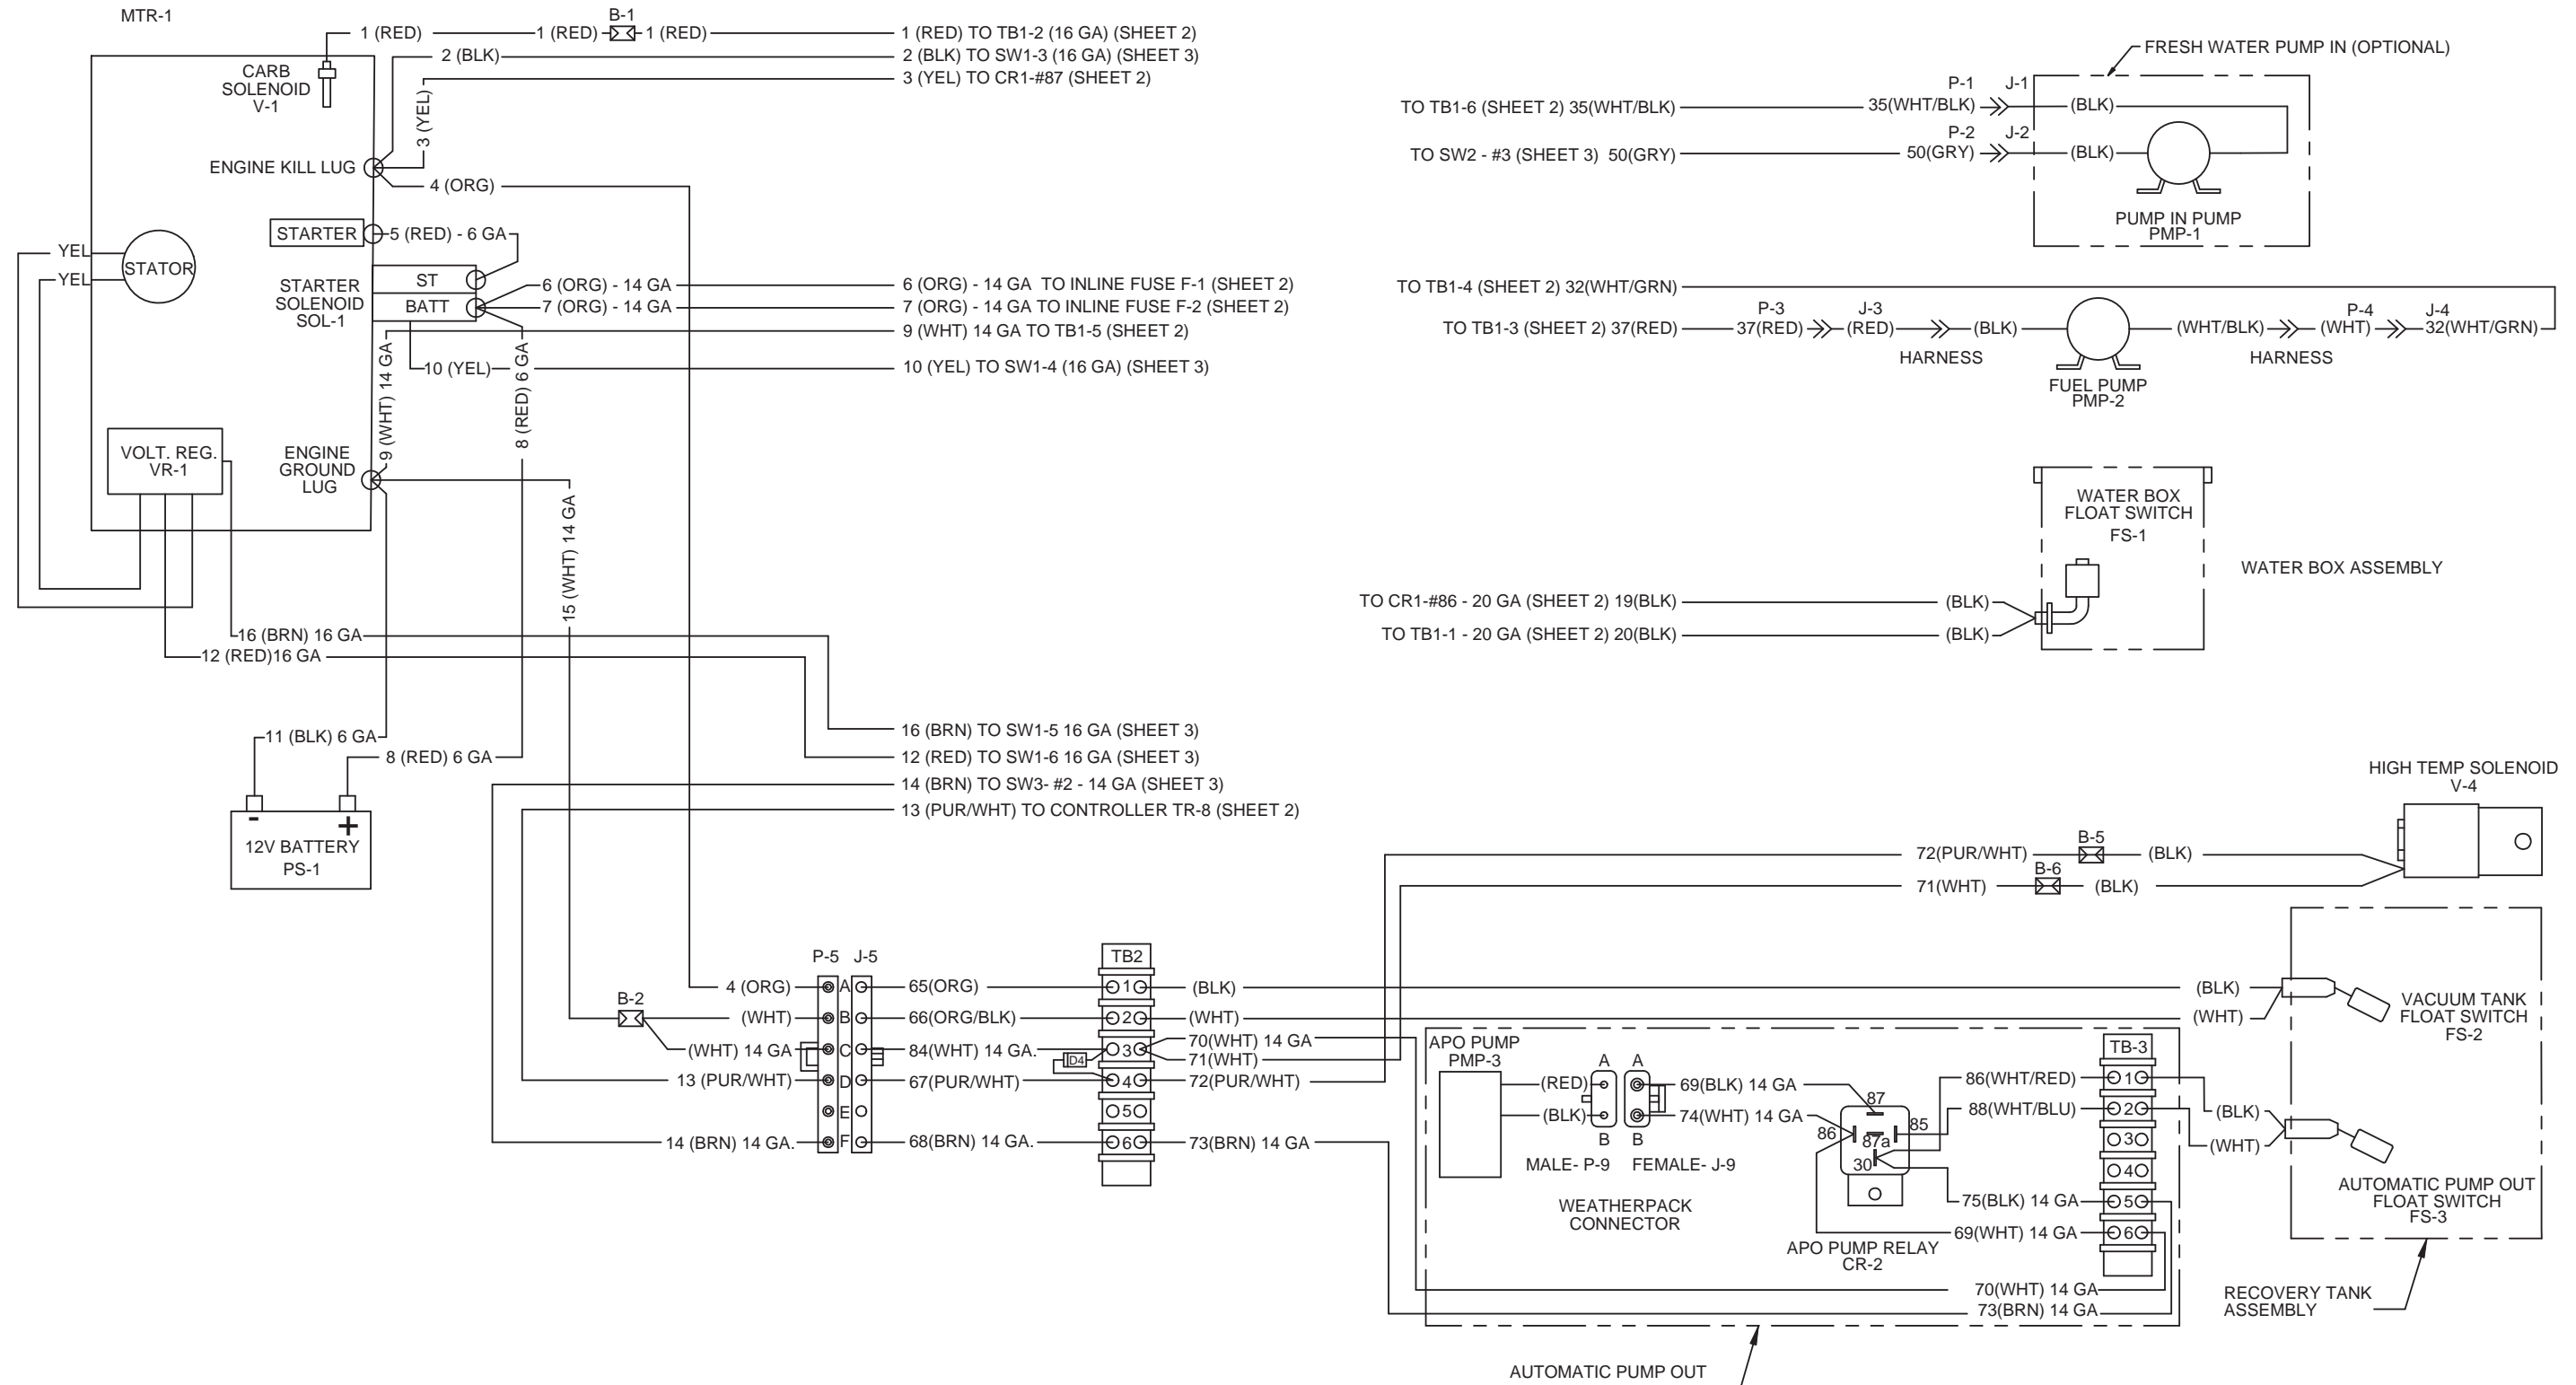 MTR-1
B-1
1 (RED)
1 (RED)
1 (RED)
1 (RED) TO TB1-2 (16 GA) (SHEET 2)
2 (BLK)
2 (BLK) TO SW1-3 (16 GA) (SHEET 3)
3 (YEL)
3 (YEL) TO CR1-#87 (SHEET 2)
CARB
SOLENOID
V-1
ENGINE KILL LUG
4 (ORG)
STARTER
5 (RED) - 6 GA
YEL
YEL
STATOR
STARTER
SOLENOID
SOL-1
ST
BATT
6 (ORG) - 14 GA
6 (ORG) - 14 GA TO INLINE FUSE F-1 (SHEET 2)
7 (ORG) - 14 GA
7 (ORG) - 14 GA TO INLINE FUSE F-2 (SHEET 2)
9 (WHT) 14 GA TO TB1-5 (SHEET 2)
10 (YEL)
10 (YEL) TO SW1-4 (16 GA) (SHEET 3)
9 (WHT) 14 GA
8 (RED) 6 GA
VOLT. REG.
VR-1
ENGINE
GROUND
LUG
15 (WHT) 14 GA
16 (BRN) 16 GA
12 (RED)16 GA
11 (BLK) 6 GA
8 (RED) 6 GA
16 (BRN) TO SW1-5 16 GA (SHEET 3)
12 (RED) TO SW1-6 16 GA (SHEET 3)
14 (BRN) TO SW3- #2 - 14 GA (SHEET 3)
13 (PUR/WHT) TO CONTROLLER TR-8 (SHEET 2)
-
+
12V BATTERY
PS-1
FRESH WATER PUMP IN (OPTIONAL)
P-1
J-1
TO TB1-6 (SHEET 2) 35(WHT/BLK)
35(WHT/BLK)
(BLK)
P-2
J-2
TO SW2 - #3 (SHEET 3) 50(GRY)
50(GRY)
(BLK)
PUMP IN PUMP
PMP-1
TO TB1-4 (SHEET 2) 32(WHT/GRN)
P-3
J-3
P-4
J-4
TO TB1-3 (SHEET 2) 37(RED)
37(RED)
(RED)
(BLK)
(WHT/BLK)
(WHT)
32(WHT/GRN)
HARNESS
HARNESS
FUEL PUMP
PMP-2
WATER BOX
FLOAT SWITCH
FS-1
WATER BOX ASSEMBLY
TO CR1-#86 - 20 GA (SHEET 2) 19(BLK)
(BLK)
TO TB1-1 - 20 GA (SHEET 2) 20(BLK)
(BLK)
HIGH TEMP SOLENOID
V-4
72(PUR/WHT)
B-5
(BLK)
71(WHT)
B-6
(BLK)
P-5
J-5
TB2
4 (ORG)
A
65(ORG)
1
(BLK)
(BLK)
B-2
(WHT)
B
66(ORG/BLK)
2
(WHT)
(WHT)
(WHT) 14 GA
C
84(WHT) 14 GA.
3
70(WHT) 14 GA
71(WHT)
D4
13 (PUR/WHT)
D
67(PUR/WHT)
4
72(PUR/WHT)
E
5
14 (BRN) 14 GA.
F
68(BRN) 14 GA.
6
73(BRN) 14 GA
VACUUM TANK
FLOAT SWITCH
FS-2
APO PUMP
PMP-3
A
A
(RED)
69(BLK) 14 GA
(BLK)
74(WHT) 14 GA
B
B
MALE- P-9
FEMALE- J-9
WEATHERPACK
CONNECTOR
87
86
87a
85
30
APO PUMP RELAY
CR-2
TB-3
86(WHT/RED)
1
88(WHT/BLU)
2
3
4
75(BLK) 14 GA
5
69(WHT) 14 GA
6
(BLK)
(WHT)
AUTOMATIC PUMP OUT
FLOAT SWITCH
FS-3
70(WHT) 14 GA
73(BRN) 14 GA
RECOVERY TANK
ASSEMBLY
AUTOMATIC PUMP OUT